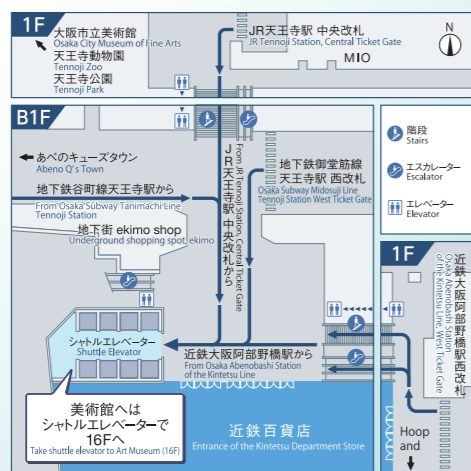 1F
大阪市立美術館
Osaka City Museum of Fine Arts
天王寺動物園
Tennoji Zoo
天王寺公園
Tennoji Park
JR天王寺駅 中央改札
JR Tennoji Station, Central Ticket Gate
MIO
N
B1F
あべのキューズタウン
Abeno Q's Town
地下鉄谷町線天王寺駅から
From Osaka Subway Tanimachi Line
Tennoji Station
地下街 ekimo shop
Underground shopping spot, ekimo
JR天王寺駅 中央改札から
From JR Tennoji Station, Central Ticket Gate
地下鉄御堂筋線
天王寺駅 西改札
Osaka Subway Midosuji Line
Tennoji Station West Ticket Gate
階段
Stairs
エスカレーター
Escalator
エレベーター
Elevator
1F
近鉄大阪阿部野橋駅西改札
Osaka Abenobashi Station
of the Kintetsu Line, West Ticket Gate
シャトルエレベーター
Shuttle Elevator
近鉄大阪阿部野橋駅から
From Osaka Abenobashi Station
of the Kintetsu Line
美術館へは
シャトルエレベーターで
16Fへ
Take shuttle elevator to Art Museum (16F)
近鉄百貨店
Entrance of the Kintetsu Department Store
Hoop
and